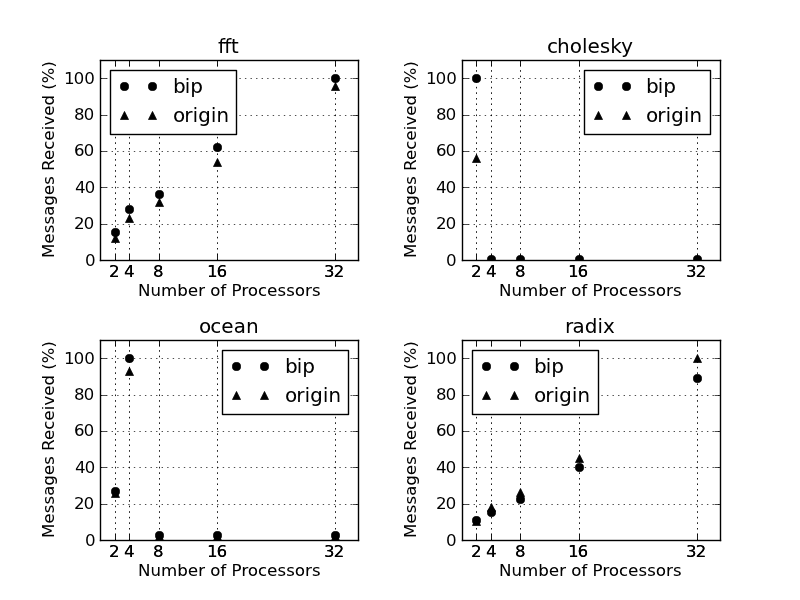 fft
Messages Received (%)
100
80
60
40
20
0
bip
origin
2 4 8 16 32
Number of Processors
cholesky
Messages Received (%)
100
80
60
40
20
0
bip
origin
2 4 8 16 32
Number of Processors
ocean
Messages Received (%)
100
80
60
40
20
0
bip
origin
2 4 8 16 32
Number of Processors
radix
Messages Received (%)
100
80
60
40
20
0
bip
origin
2 4 8 16 32
Number of Processors